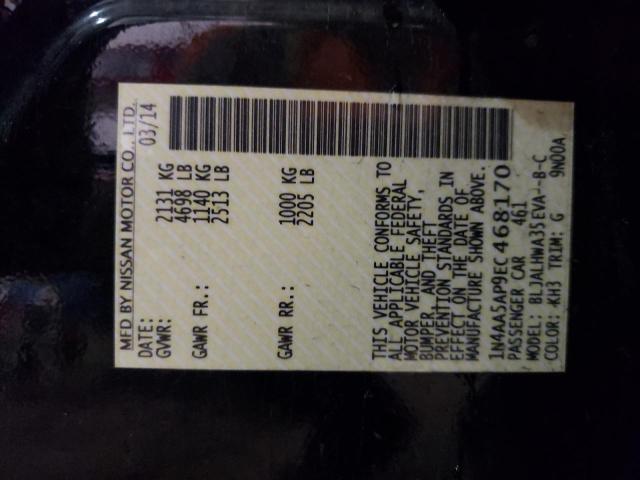 MFD BY NISSAN MOTOR CO., LTD.
DATE: 03/14
GVWR: 2131 KG
4698 LB
GAWR FR.: 1140 KG
2513 LB
GAWR RR.: 1000 KG
2205 LB
THIS VEHICLE CONFORMS TO
ALL APPLICABLE FEDERAL
MOTOR VEHICLE SAFETY,
BUMPER, AND THEFT
PREVENTION STANDARDS IN
EFFECT ON THE DATE OF
MANUFACTURE SHOWN ABOVE.
1N4AA5AP9EC468170
PASSENGER CAR 461
MODEL: BLJALHWA35EVA--B-C
COLOR: KH3 TRIM: G 9N00A